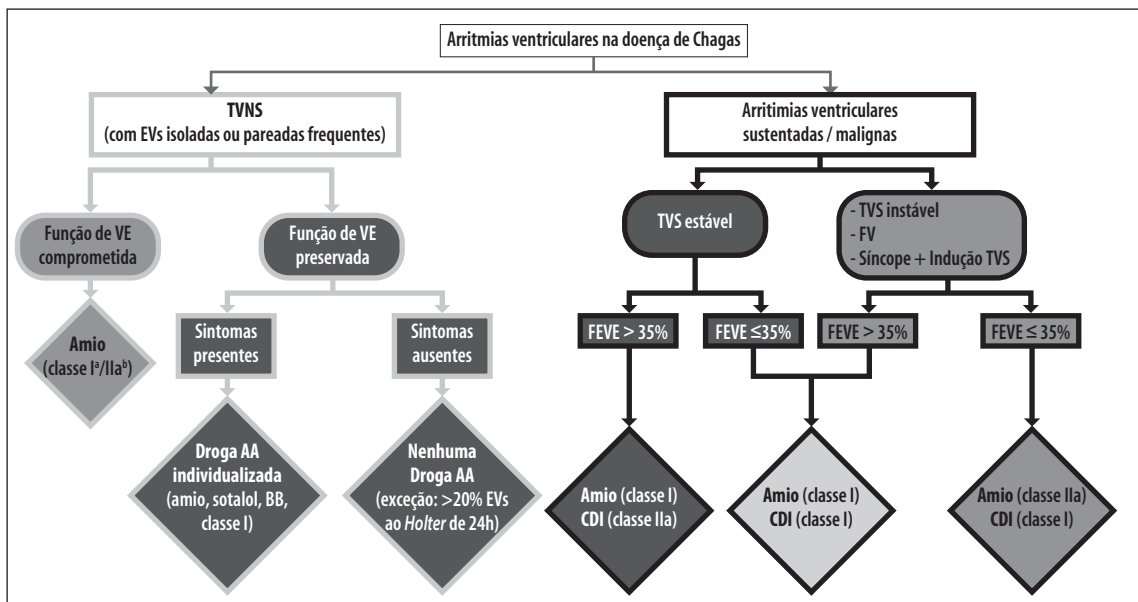 Arritmias ventriculares na doença de Chagas
TVNS
(com EVs isoladas ou pareadas frequentes)
Arritimias ventriculares
sustentadas / malignas
Função de VE
comprometida
Função de VE
preservada
TVS estável
- TVS instável
- FV
- Síncope + Indução TVS
Amio
(classe Iª/IIaᵇ)
Sintomas
presentes
Sintomas
ausentes
FEVE > 35%
FEVE ≤35%
FEVE > 35%
FEVE ≤ 35%
Droga AA
individualizada
(amio, sotalol, BB,
classe I)
Nenhuma
Droga AA
(exceção: >20% EVs
ao Holter de 24h)
Amio (classe I)
CDI (classe IIa)
Amio (classe I)
CDI (classe I)
Amio (classe IIa)
CDI (classe I)